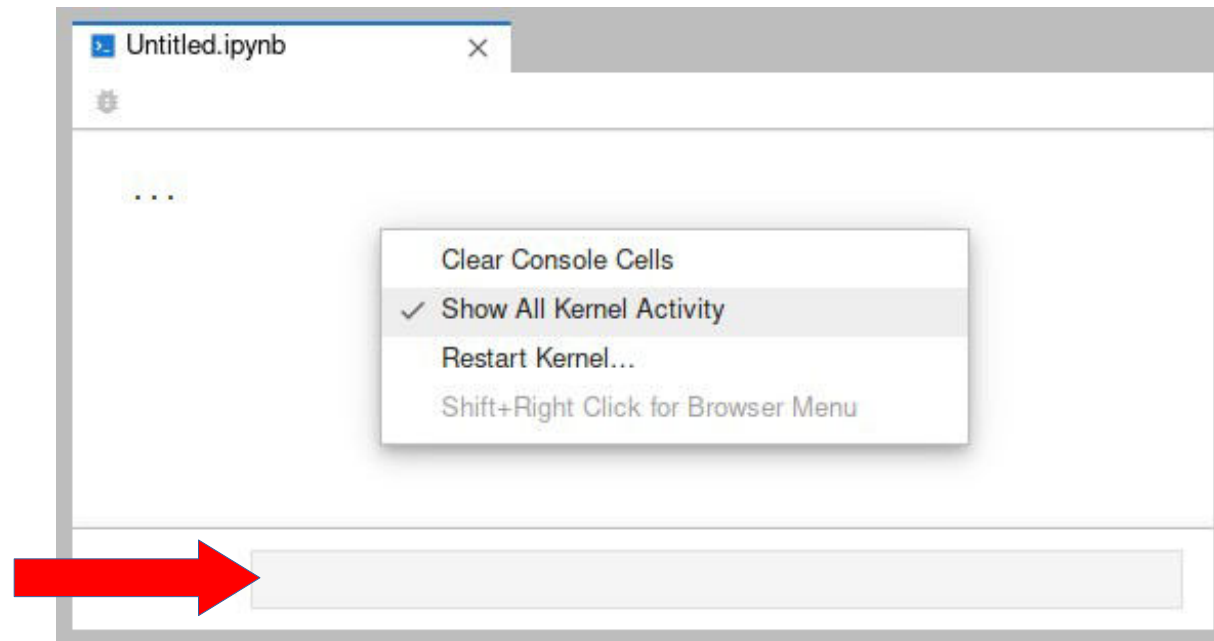 Untitled.ipynb
...
Clear Console Cells
Show All Kernel Activity
Restart Kernel...
Shift+Right Click for Browser Menu